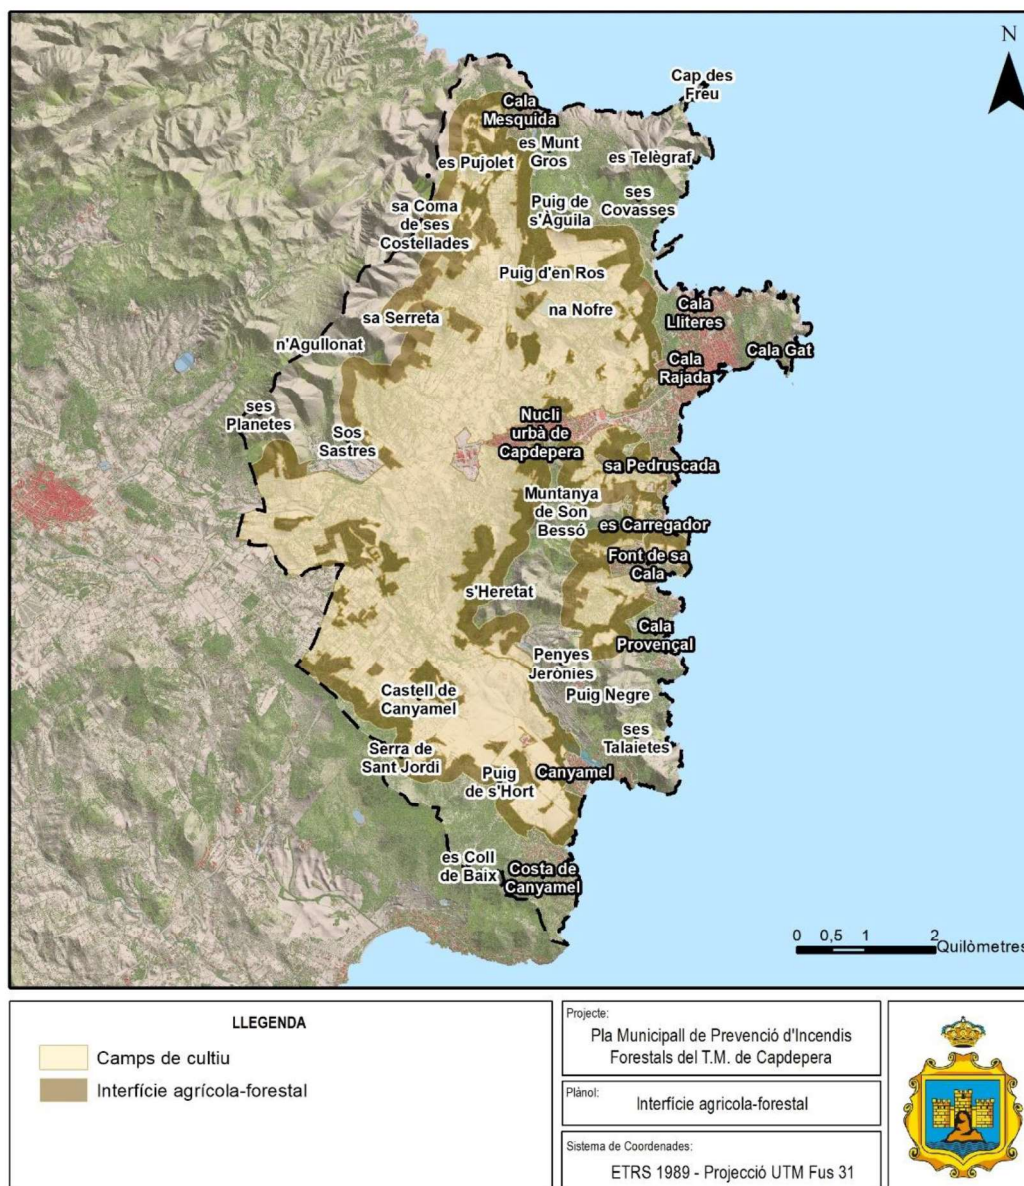 N
Cap des
Freu
Cala
Mesquida
es Munt
Gros
es Pujolet
es Telègraf
ses
Covasses
sa Coma
de ses
Costellades
Puig de
s'Àguila
Puig d'en Ros
na Nofre
Cala
Lliteres
sa Serreta
n'Agullonat
Cala Gat
Cala
Rajada
ses
Planetes
Sos
Sastres
Nucli
urbà de
Capdepera
sa Pedruscada
Muntanya
de Son
Bessó
es Carregador
Font de sa
Cala
s'Heretat
Cala
Provençal
Penyes
Jerònies
Castell de
Canyamel
Puig Negre
ses
Talaietes
Serra de
Sant Jordi
Puig
de s'Hort
Canyamel
es Coll
de Baix
Costa de
Canyamel
0 0,5 1 2
Quilòmetres
LLEGENDA
Camps de cultiu
Interfície agrícola-forestal
Projecte:
Pla Municipall de Prevenció d'Incendis
Forestals del T.M. de Capdepera
Plànol:
Interfície agricola-forestal
Sistema de Coordenades:
ETRS 1989 - Projecció UTM Fus 31